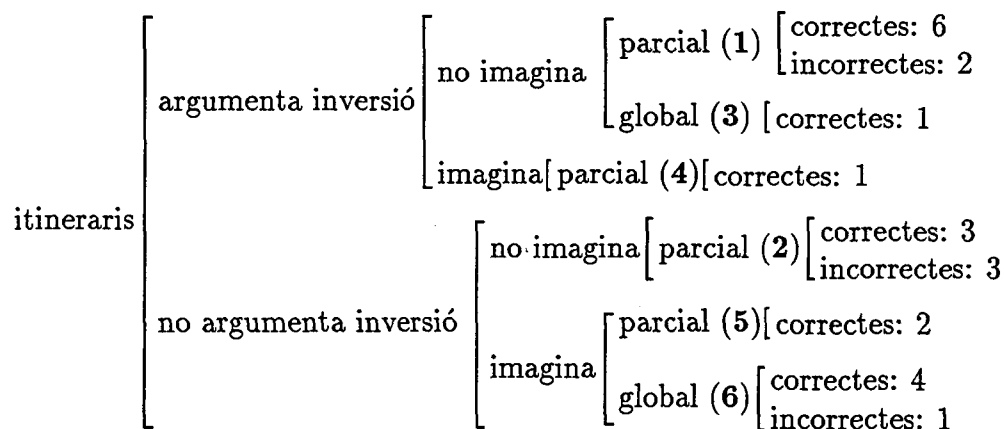 parcial (1) correctes: 6
incorrectes: 2
no imagina
argumenta inversió
global (3) [correctes: 1
imagina[parcial (4)[correctes: 1
itineraris
no imagina parcial (2) correctes: 3
incorrectes: 3
no argumenta inversió
parcial (5)[correctes: 2
imagina
global (6) correctes: 4
incorrectes: 1